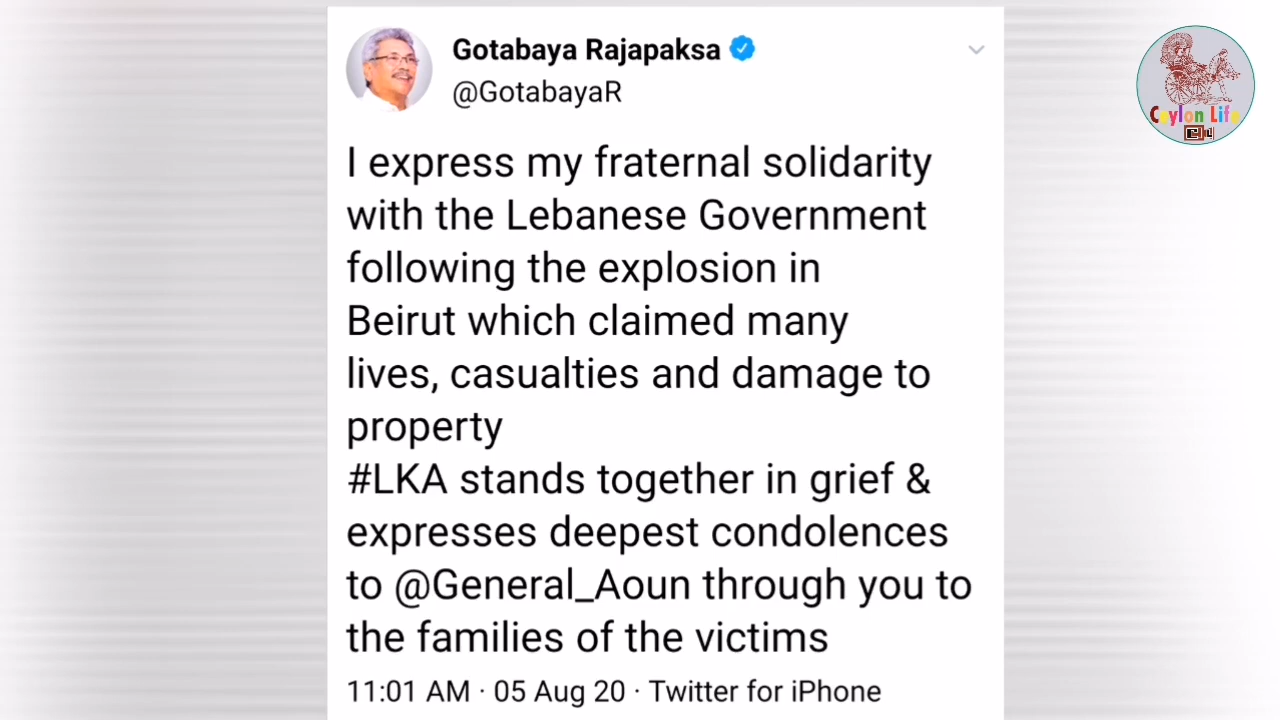 Gotabaya Rajapaksa
@GotabayaR
I express my fraternal solidarity
with the Lebanese Government
following the explosion in
Beirut which claimed many
lives, casualties and damage to
property
#LKA stands together in grief &
expresses deepest condolences
to @General_Aoun through you to
the families of the victims
11:01 AM · 05 Aug 20 · Twitter for iPhone
Ceylon Life